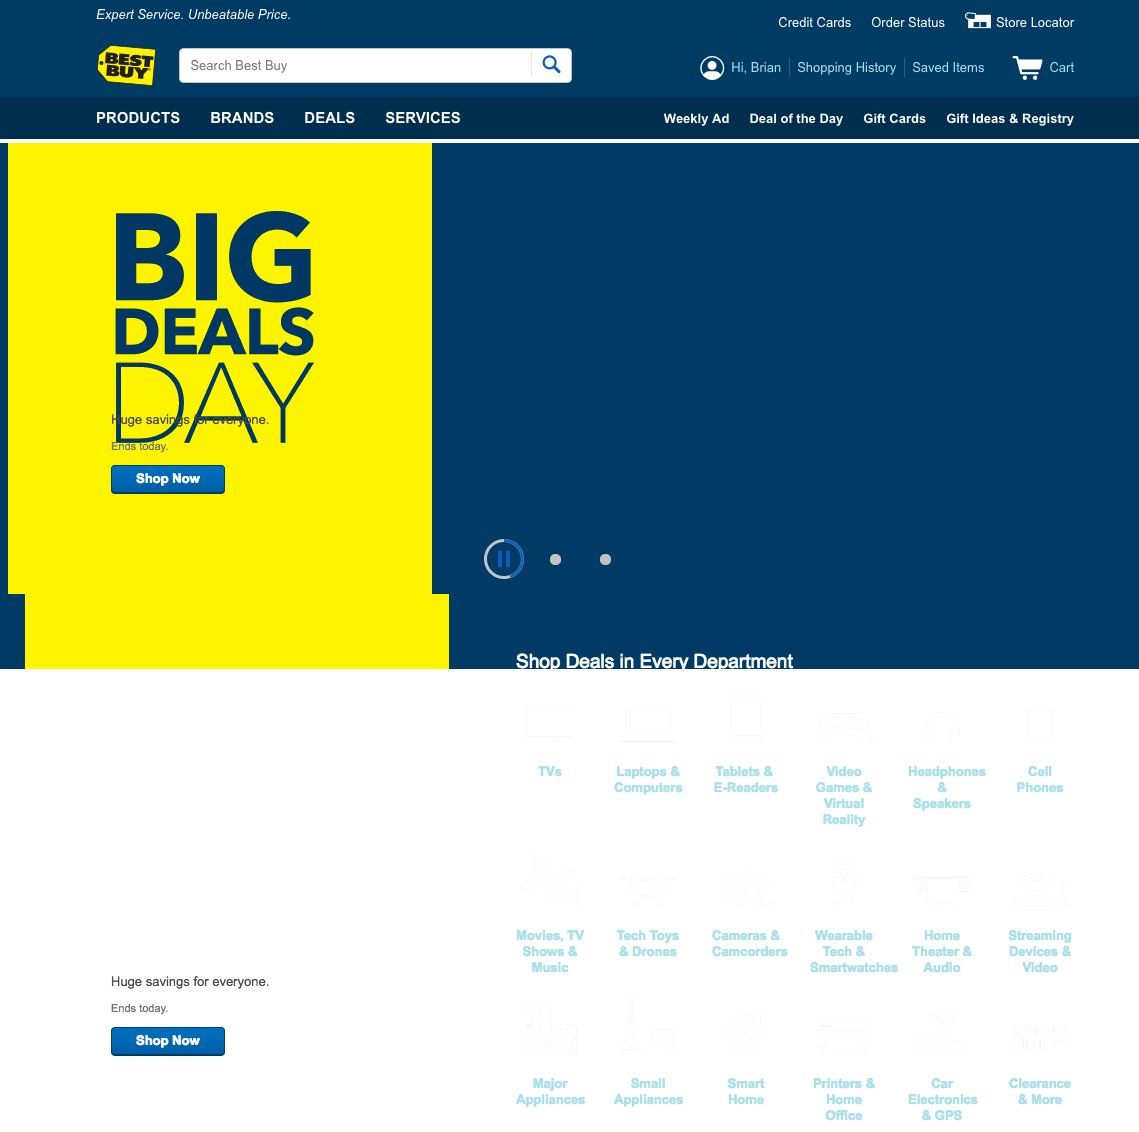 Expert Service. Unbeatable Price.
Credit Cards
Order Status
Store Locator
BEST
BUY
Search Best Buy
Hi, Brian
Shopping History
Saved Items
Cart
PRODUCTS
BRANDS
DEALS
SERVICES
Weekly Ad
Deal of the Day
Gift Cards
Gift Ideas & Registry
BIG
DEALS
DAY
Huge savings for everyone.
Ends today.
Shop Now
Shop Deals in Every Department
TVs
Laptops &
Computers
Tablets &
E-Readers
Video
Games &
Virtual
Reality
Headphones
&
Speakers
Cell
Phones
Movies, TV
Shows &
Music
Tech Toys
& Drones
Cameras &
Camcorders
Wearable
Tech &
Smartwatches
Home
Theater &
Audio
Streaming
Devices &
Video
Huge savings for everyone.
Ends today.
Shop Now
Major
Appliances
Small
Appliances
Smart
Home
Printers &
Home
Office
Car
Electronics
& GPS
Clearance
& More